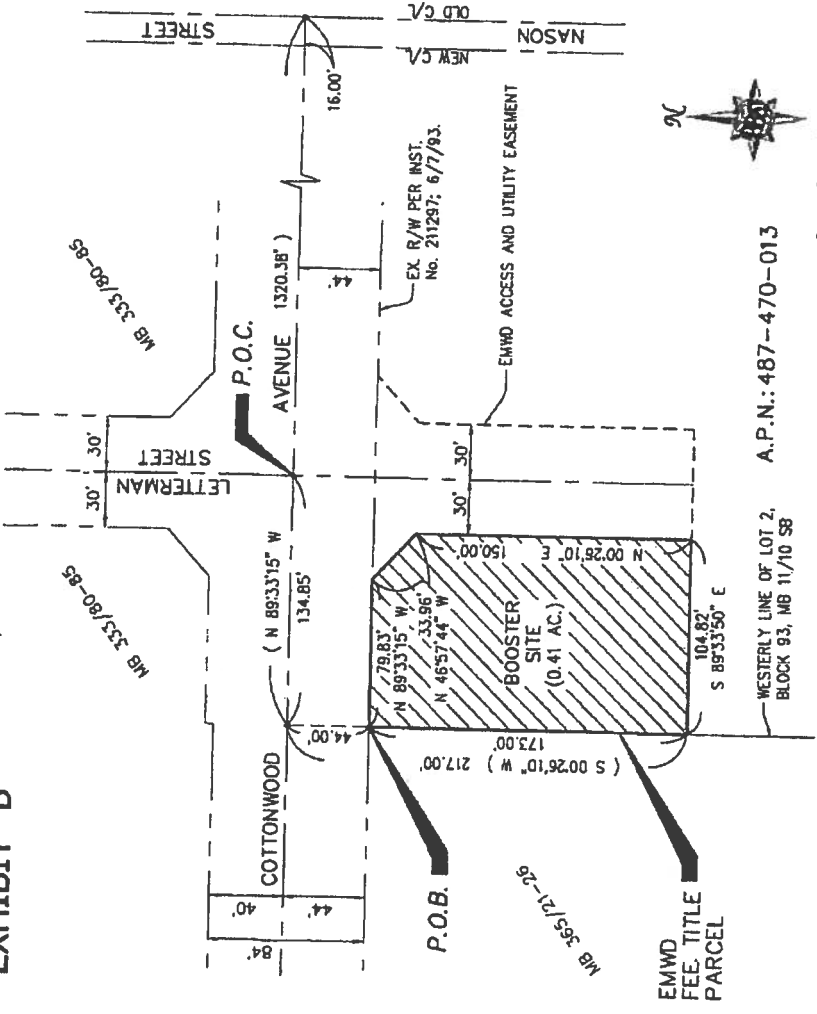 EXHIBIT "B"
STREET
OLD C/L
NEW C/L
NASON
16.00'
MB 333/80-85
EX. R/W PER INST.
No. 211297; 6/7/93.
44'
EMWD ACCESS AND UTILITY EASEMENT
N
P.O.C.
AVENUE 1320.38' )
30'
30'
LETTERMAN
STREET
MB 333/80-85
( N 89°33'15" W
134.85'
COTTONWOOD
44.00'
40'
44'
84'
30'
30'
79.83'
N 89°33'15" W
33.96'
N 46°57'44" W
150.00'
N 00°26'10" E
BOOSTER
SITE
(0.41 AC.)
173.00'
( S 00°26'10" W ) 217.00'
104.82'
S 89°33'50" E
P.O.B.
MB 365/21-26
EMWD
FEE TITLE
PARCEL
WESTERLY LINE OF LOT 2,
BLOCK 93, MB 11/10 SB
A.P.N.: 487-470-013